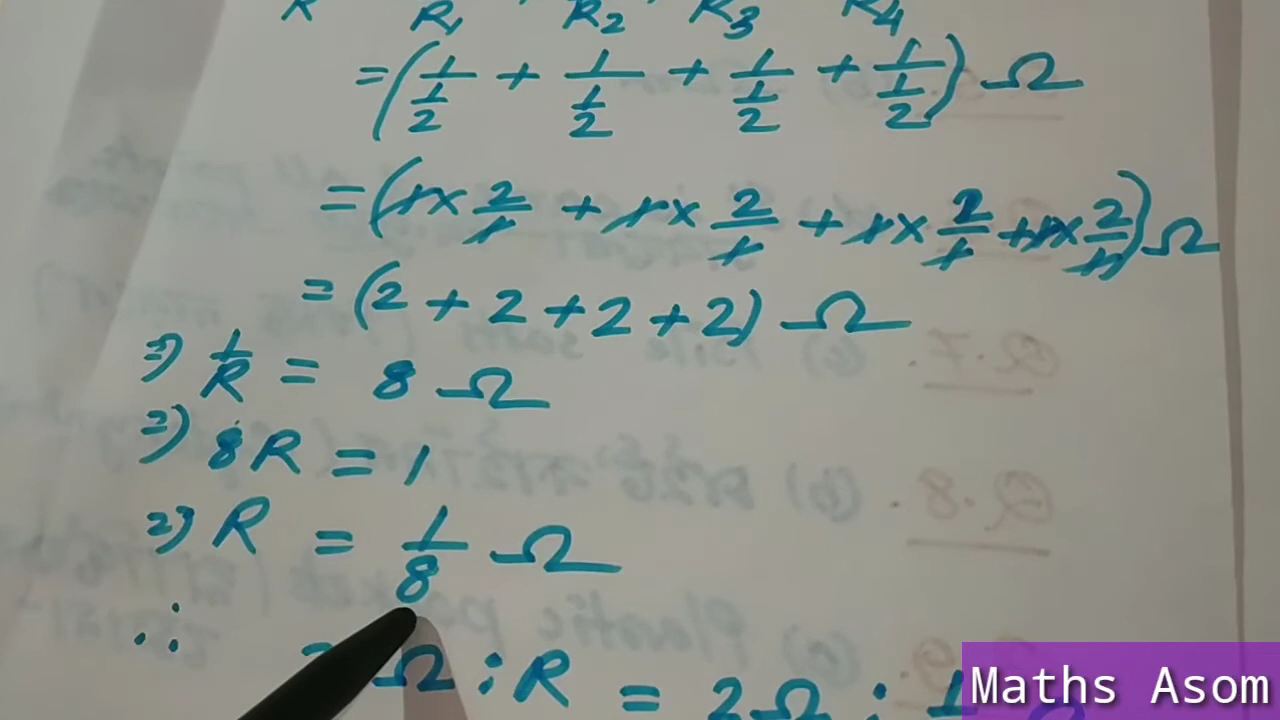 R R₁ R₂ R₃ R₄
= (1/(1/2) + 1/(1/2) + 1/(1/2) + 1/(1/2)) Ω
= (1 × 2/1 + 1 × 2/1 + 1 × 2/1 + 1 × 2/1) Ω
= (2 + 2 + 2 + 2) Ω
⇒ 1/R = 8 Ω
⇒ 8R = 1
⇒ R = 1/8 Ω
∴ Ω : R = 2Ω : 1 Ω
Maths Asom